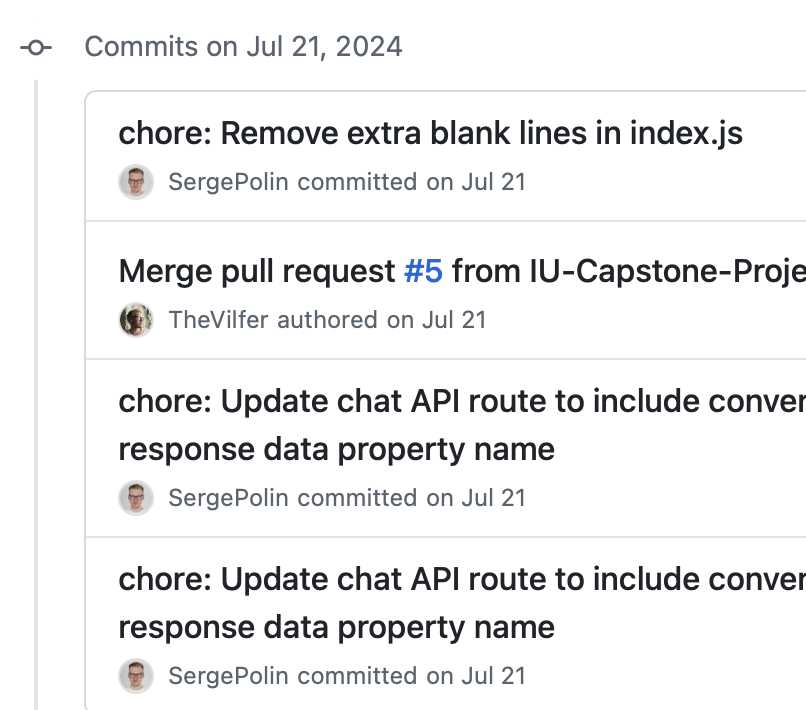 Commits on Jul 21, 2024
chore: Remove extra blank lines in index.js
SergePolin committed on Jul 21
Merge pull request #5 from IU-Capstone-Proje
TheVilfer authored on Jul 21
chore: Update chat API route to include conver
response data property name
SergePolin committed on Jul 21
chore: Update chat API route to include conver
response data property name
SergePolin committed on Jul 21